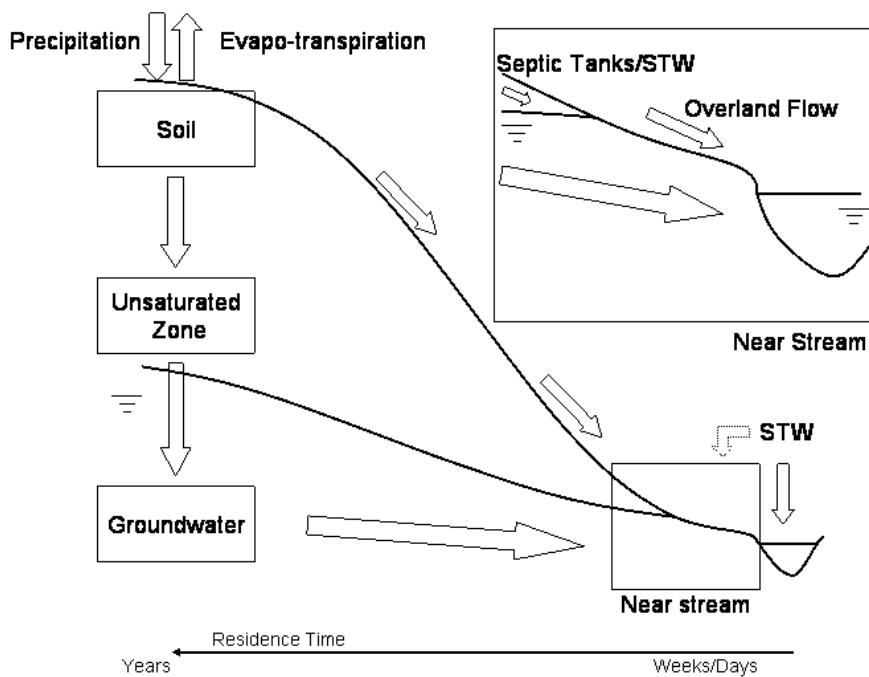 Precipitation
Evapo-transpiration
Septic Tanks/STW
Overland Flow
Soil
Unsaturated
Zone
Near Stream
STW
Groundwater
Near stream
Residence Time
Years
Weeks/Days